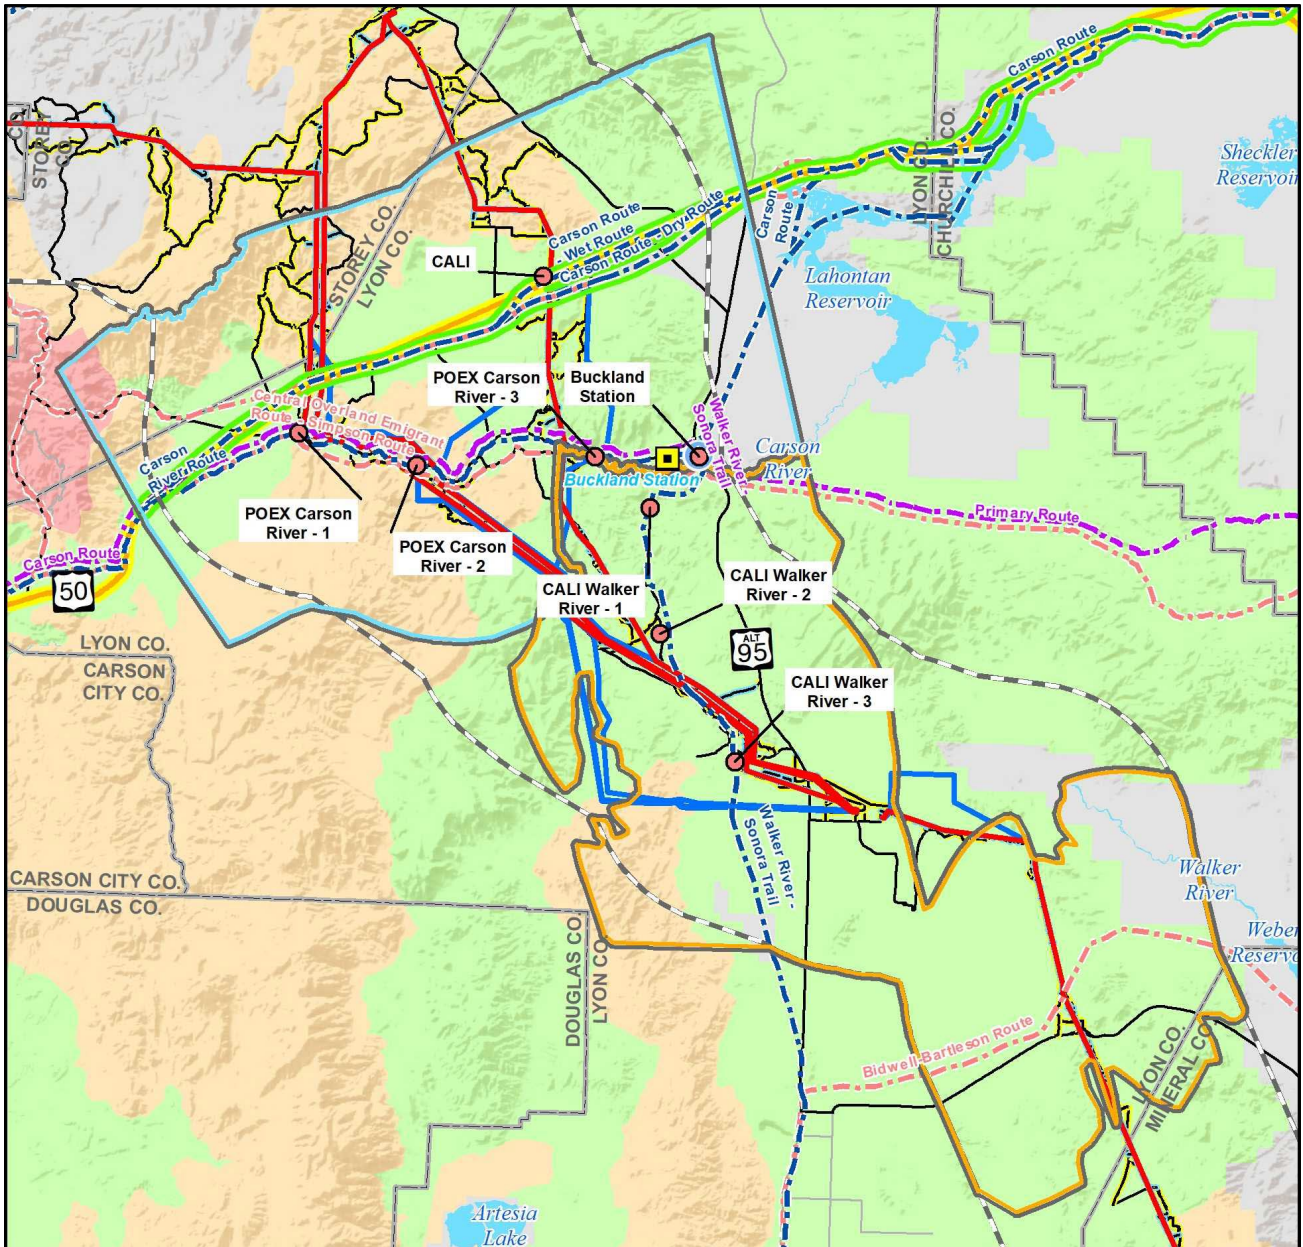 Carson Route
STOREY CO.
LYON CO.
CHURCHILL CO.
Sheckler
Reservoir
Carson
Route
Carson Route
- Wet Route
Carson Route - Dry Route
STOREY CO.
LYON CO.
CALI
Lahontan
Reservoir
POEX Carson
River - 3
Buckland
Station
Central Overland Emigrant
Route - Simpson Route
Walker River -
Sonora Trail
Carson
River
Carson
River Route
Buckland Station
POEX Carson
River - 1
Primary Route
POEX Carson
River - 2
Carson Route
50
CALI Walker
River - 1
CALI Walker
River - 2
ALT
95
LYON CO.
CARSON
CITY CO.
CALI Walker
River - 3
Walker River -
Sonora Trail
Walker
River
CARSON CITY CO.
DOUGLAS CO.
DOUGLAS CO.
LYON CO.
Weber
Reservo
Bidwell-Bartleson Route
LYON CO.
MINERAL CO.
Artesia
Lake